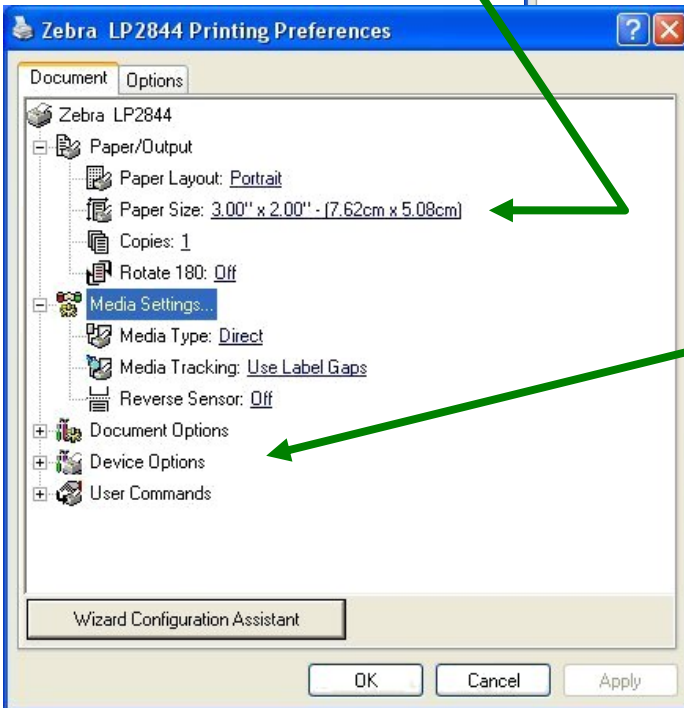 Zebra LP2844 Printing Preferences
Document Options
Zebra LP2844
Paper/Output
Paper Layout: Portrait
Paper Size: 3.00" x 2.00" - (7.62cm x 5.08cm)
Copies: 1
Rotate 180: Off
Media Settings...
Media Type: Direct
Media Tracking: Use Label Gaps
Reverse Sensor: Off
Document Options
Device Options
User Commands
Wizard Configuration Assistant
OK Cancel Apply